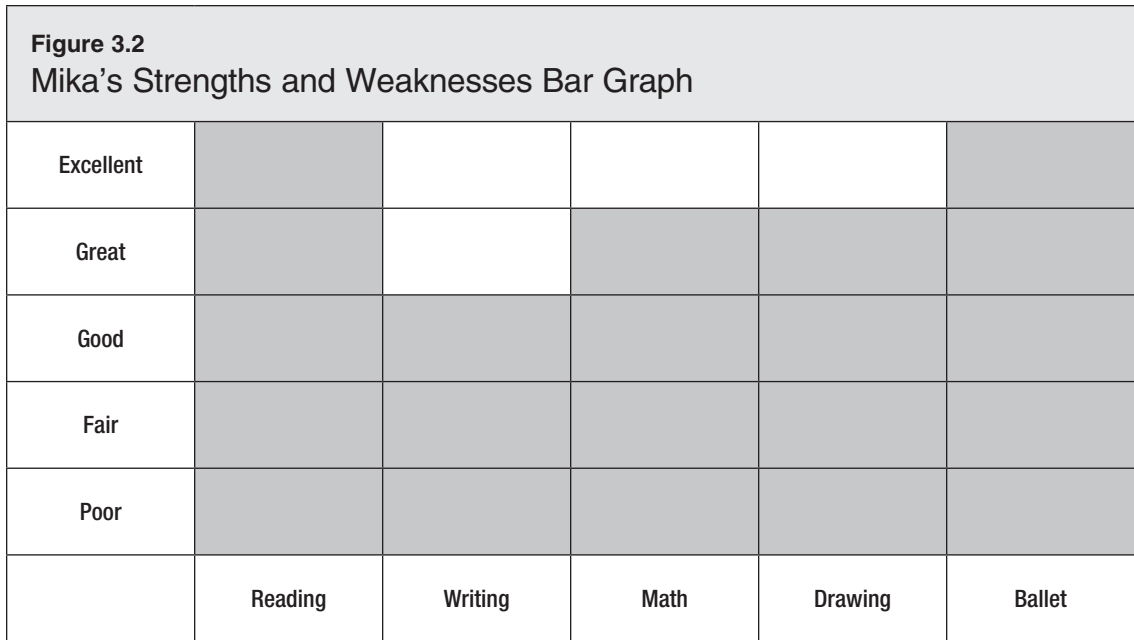 Figure 3.2
Mika’s Strengths and Weaknesses Bar Graph
Excellent
Great
Good
Fair
Poor
Reading Writing Math Drawing Ballet